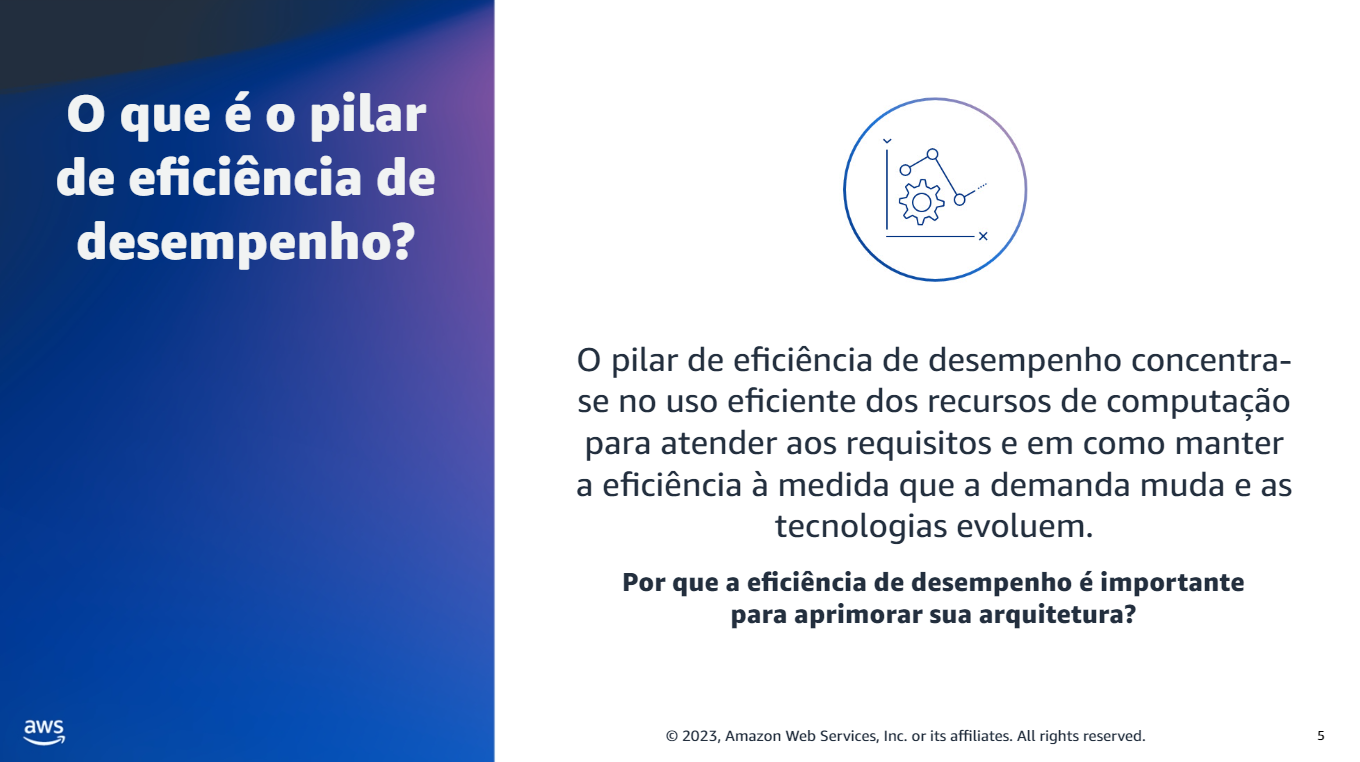 O que é o pilar
de eficiência de
desempenho?
O pilar de eficiência de desempenho concentra-
se no uso eficiente dos recursos de computação
para atender aos requisitos e em como manter
a eficiência à medida que a demanda muda e as
tecnologias evoluem.
Por que a eficiência de desempenho é importante
para aprimorar sua arquitetura?
aws
© 2023, Amazon Web Services, Inc. or its affiliates. All rights reserved.
5